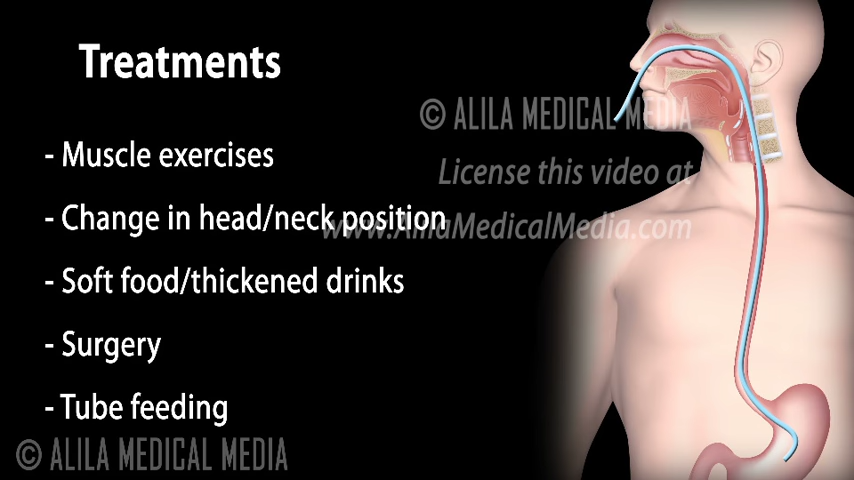 Treatments
© ALILA MEDICAL MEDIA
- Muscle exercises
License this video at
- Change in head/neck position
www.AlilaMedicalMedia.com
- Soft food/thickened drinks
- Surgery
- Tube feeding
© ALILA MEDICAL MEDIA